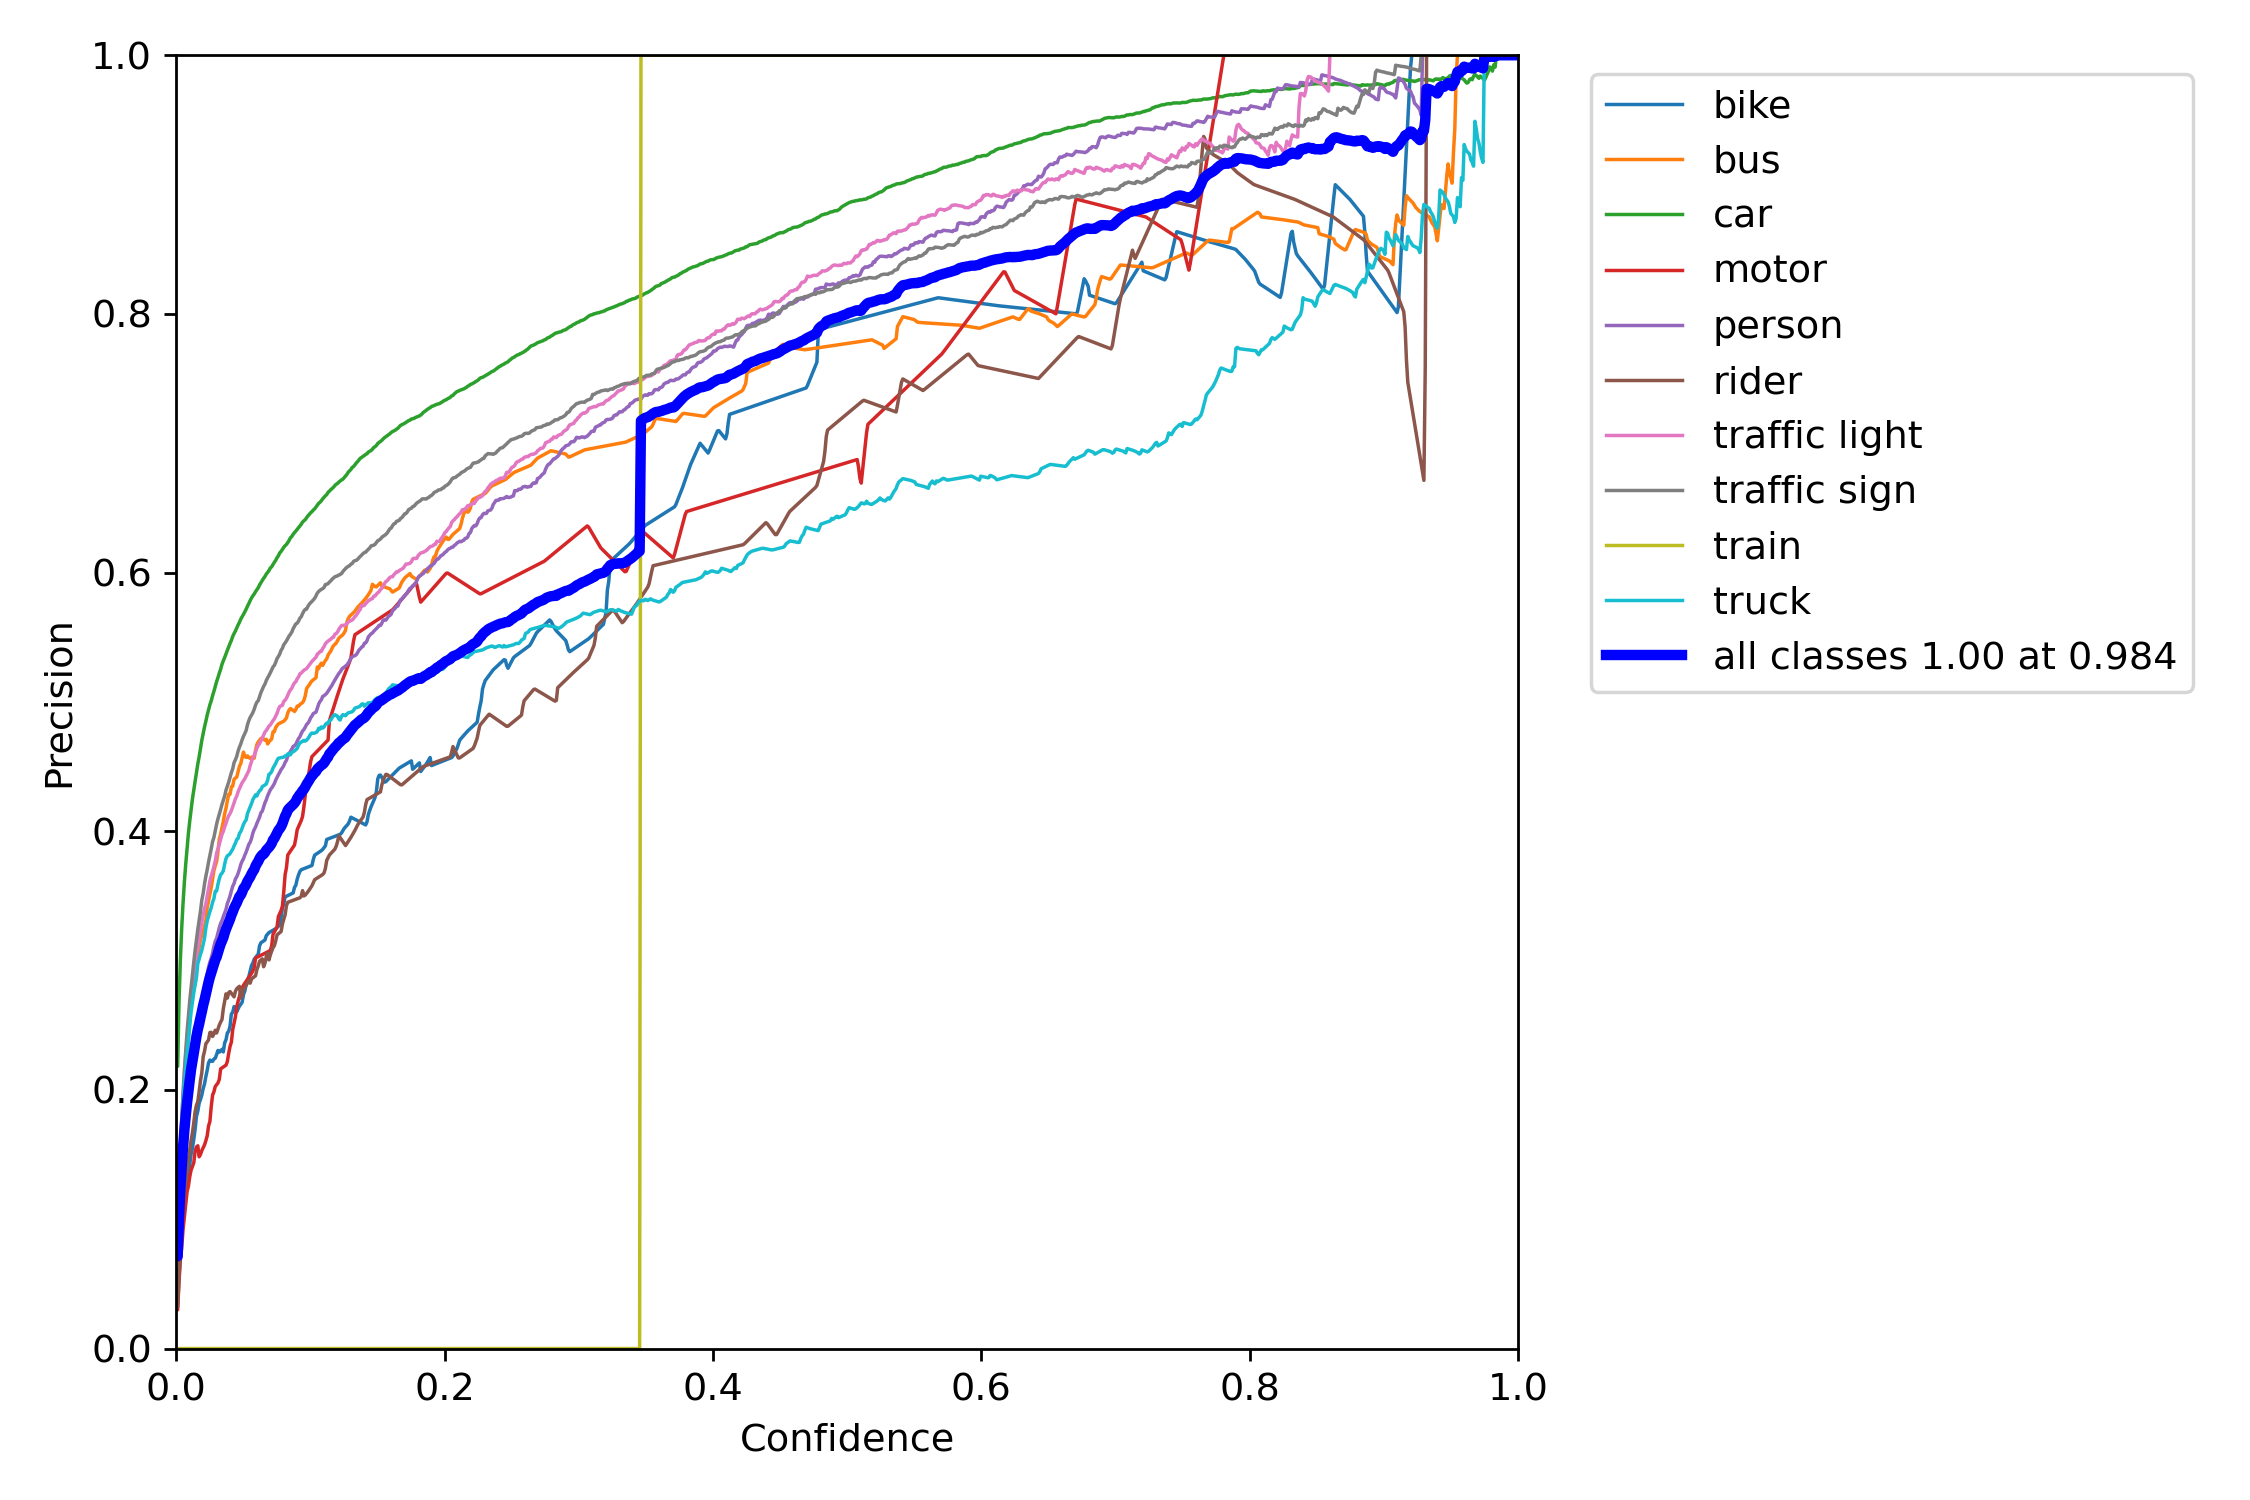 1.0
0.8
0.6
0.4
0.2
0.0
Precision
0.0 0.2 0.4 0.6 0.8 1.0
Confidence
bike
bus
car
motor
person
rider
traffic light
traffic sign
train
truck
all classes 1.00 at 0.984